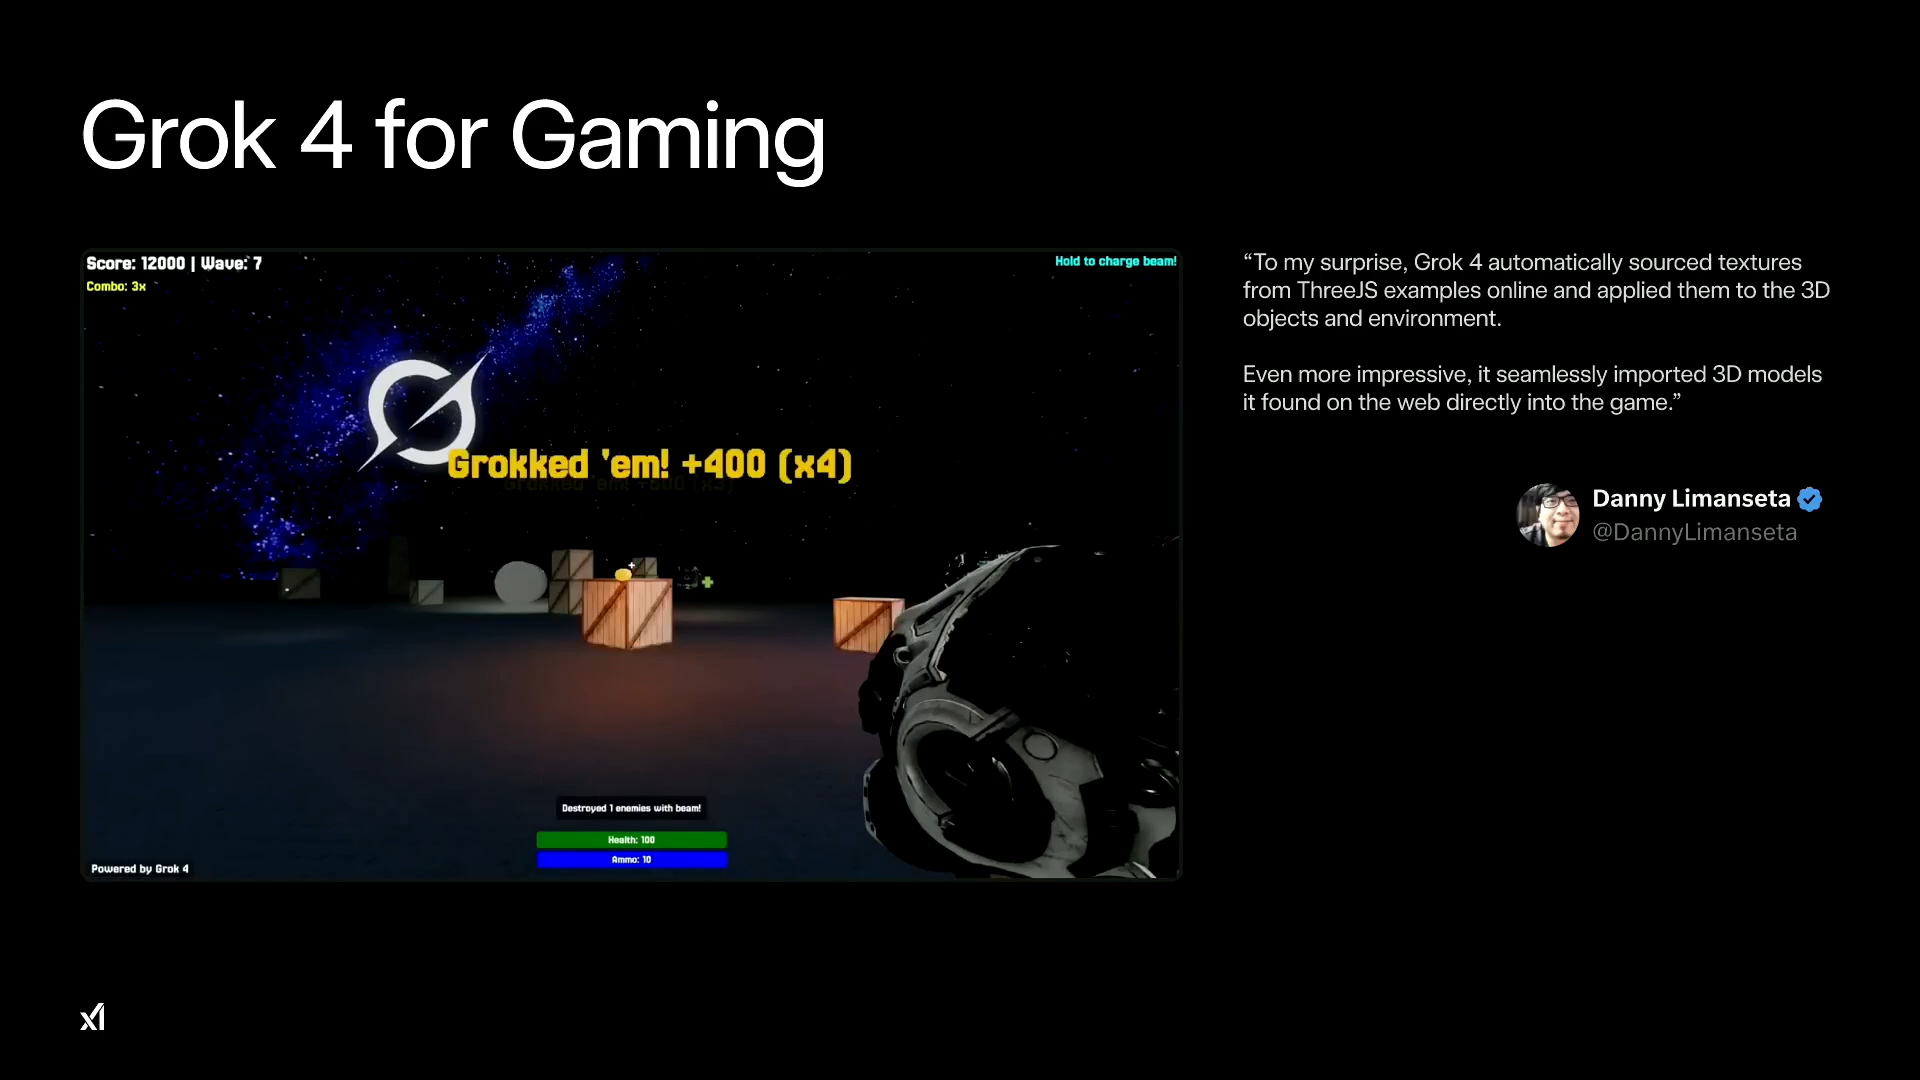 Grok 4 for Gaming
Score: 12000 | Wave: 7
Combo: 3x
Hold to charge beam!
Grokked 'em! +400 (x4)
Destroyed 1 enemies with beam!
Health: 100
Ammo: 10
Powered by Grok 4
“To my surprise, Grok 4 automatically sourced textures
from ThreeJS examples online and applied them to the 3D
objects and environment.
Even more impressive, it seamlessly imported 3D models
it found on the web directly into the game.”
Danny Limanseta
@DannyLimanseta
xI